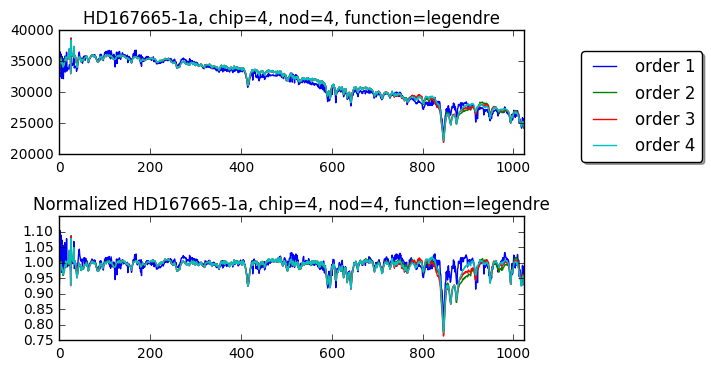 HD167665-1a, chip=4, nod=4, function=legendre
40000
35000
30000
25000
20000
0 200 400 600 800 1000
order 1
order 2
order 3
order 4
Normalized HD167665-1a, chip=4, nod=4, function=legendre
1.10
1.05
1.00
0.95
0.90
0.85
0.80
0.75
0 200 400 600 800 1000